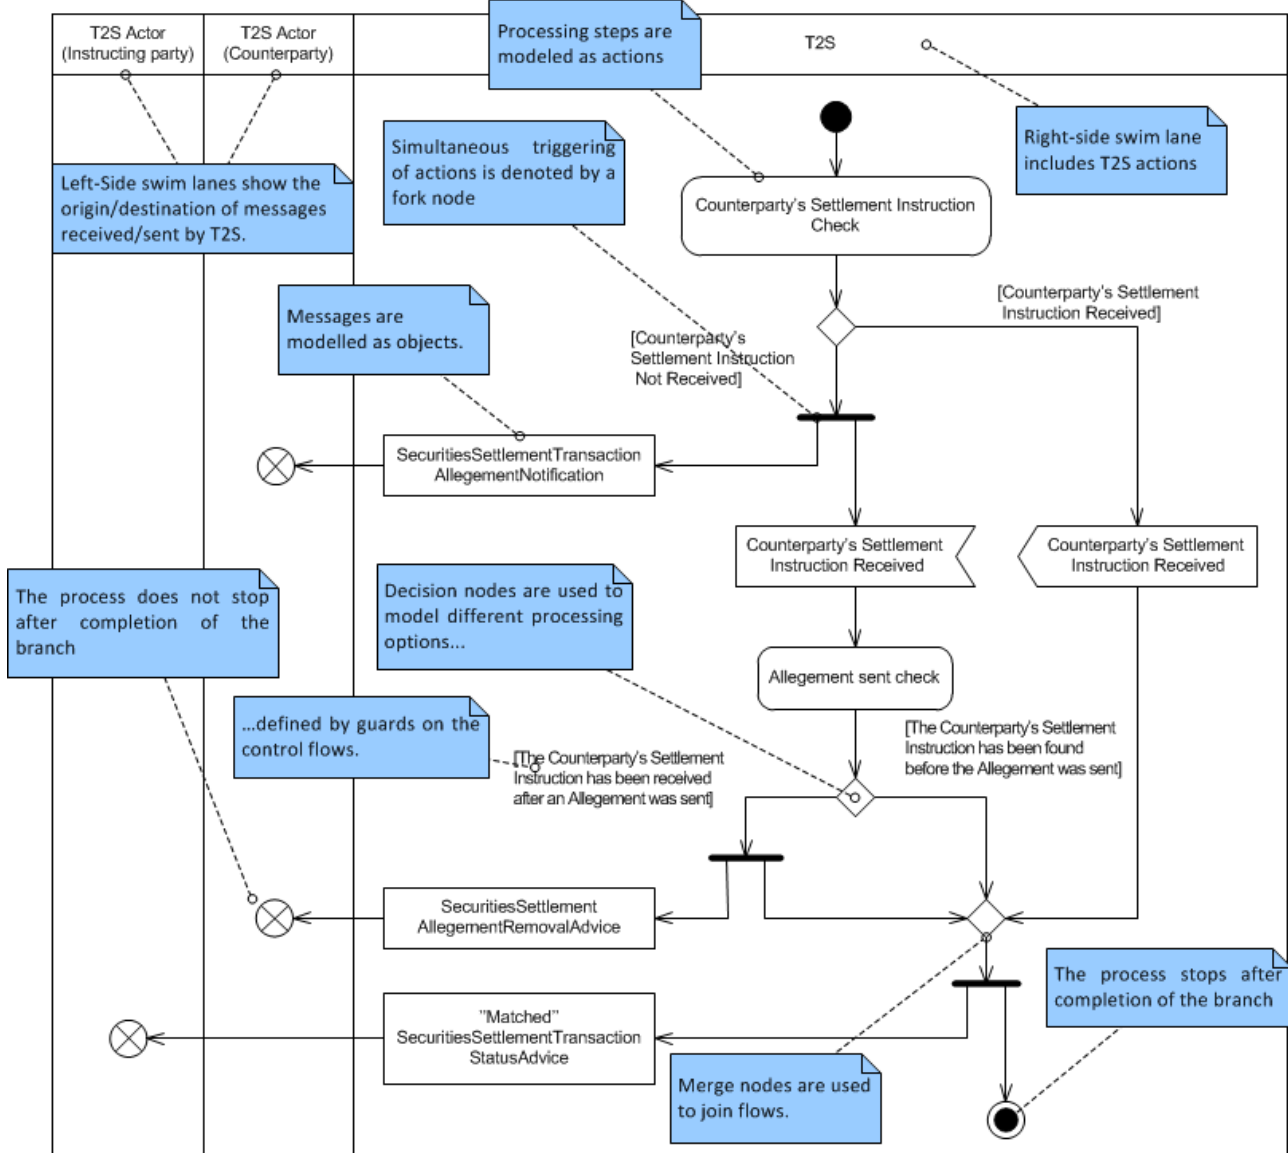 T2S Actor
(Instructing party)
T2S Actor
(Counterparty)
Processing steps are
modeled as actions
T2S
Right-side swim lane
includes T2S actions
Simultaneous triggering
of actions is denoted by a
fork node
Left-Side swim lanes show the
origin/destination of messages
received/sent by T2S.
Counterparty's Settlement Instruction
Check
Messages are
modelled as objects.
[Counterparty's Settlement
Instruction Received]
[Counterparty's
Settlement Instruction
Not Received]
SecuritiesSettlementTransaction
AllegementNotification
Counterparty's Settlement
Instruction Received
Counterparty's Settlement
Instruction Received
The process does not stop
after completion of the
branch
Decision nodes are used to
model different processing
options...
Allegement sent check
...defined by guards on the
control flows.
[The Counterparty's Settlement
Instruction has been received
after an Allegement was sent]
[The Counterparty's Settlement
Instruction has been found
before the Allegement was sent]
SecuritiesSettlement
AllegementRemovalAdvice
The process stops after
completion of the branch
"Matched"
SecuritiesSettlementTransaction
StatusAdvice
Merge nodes are used
to join flows.